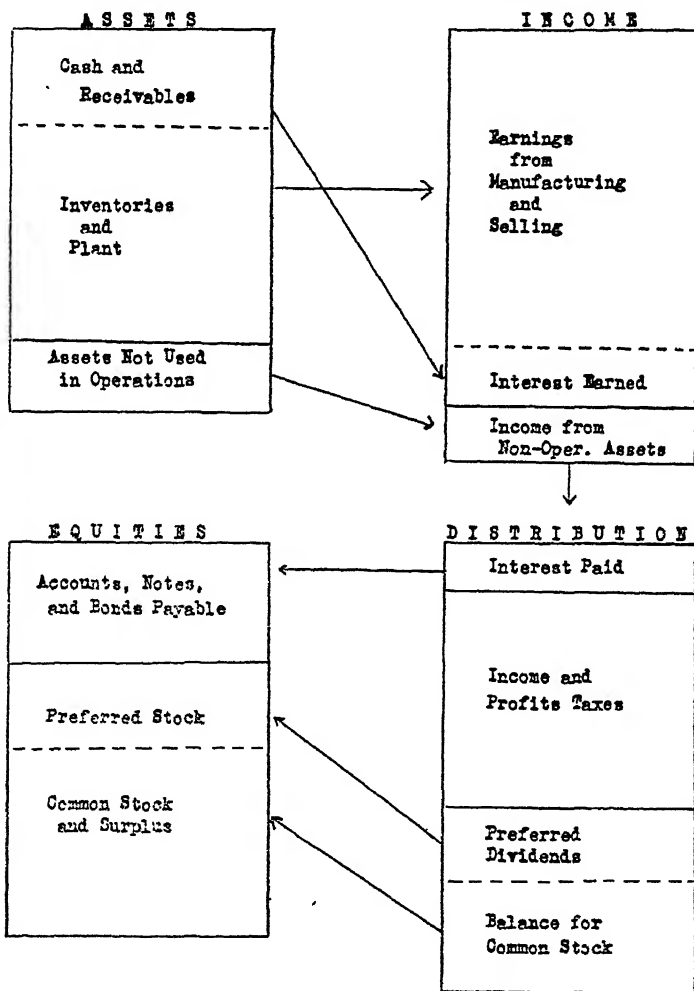 ASSETS
Cash and
Receivables
Inventories
and
Plant
Assets Not Used
in Operations
INCOME
Earnings
from
Manufacturing
and
Selling
Interest Earned
Income from
Non-Oper. Assets
EQUITIES
Accounts, Notes,
and Bonds Payable
Preferred Stock
Common Stock
and Surplus
DISTRIBUTION
Interest Paid
Income and
Profits Taxes
Preferred
Dividends
Balance for
Common Stock